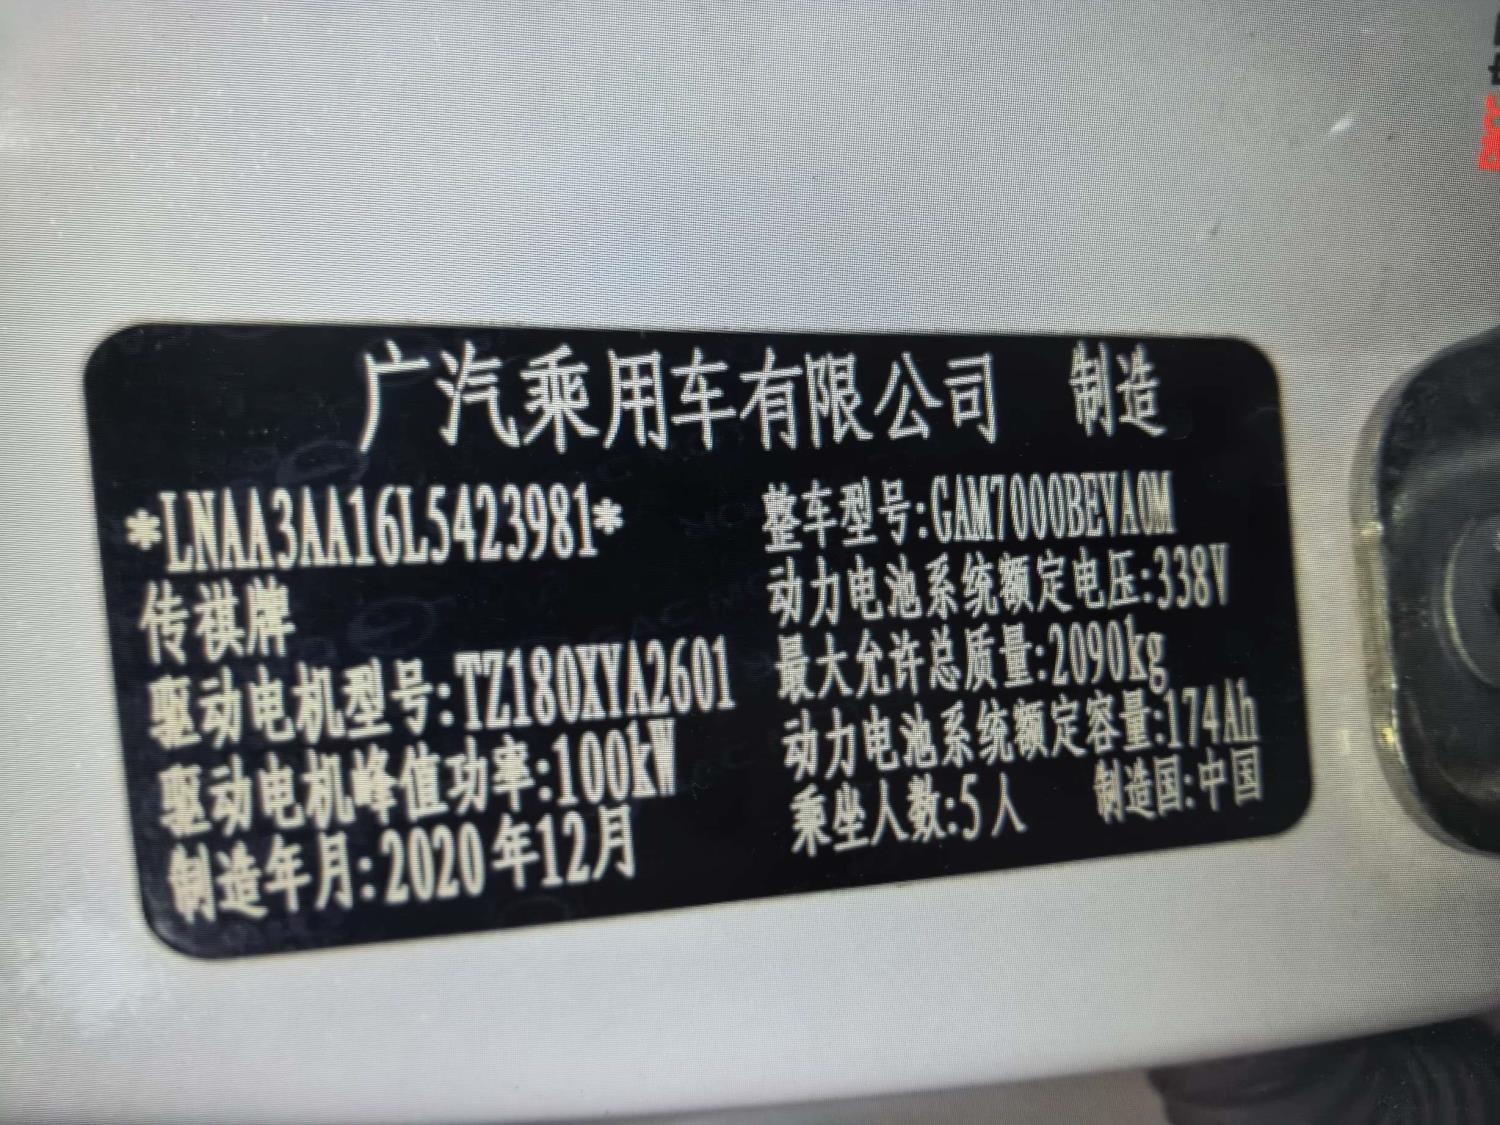 广汽乘用车有限公司 制造
*LNAA3AA16L5423981*
传祺牌
驱动电机型号:TZ180XYA2601
驱动电机峰值功率:100kW
制造年月:2020年12月
整车型号:GAM7000BEVA0M
动力电池系统额定电压:338V
最大允许总质量:2090kg
动力电池系统额定容量:174Ah
乘坐人数:5人 制造国:中国